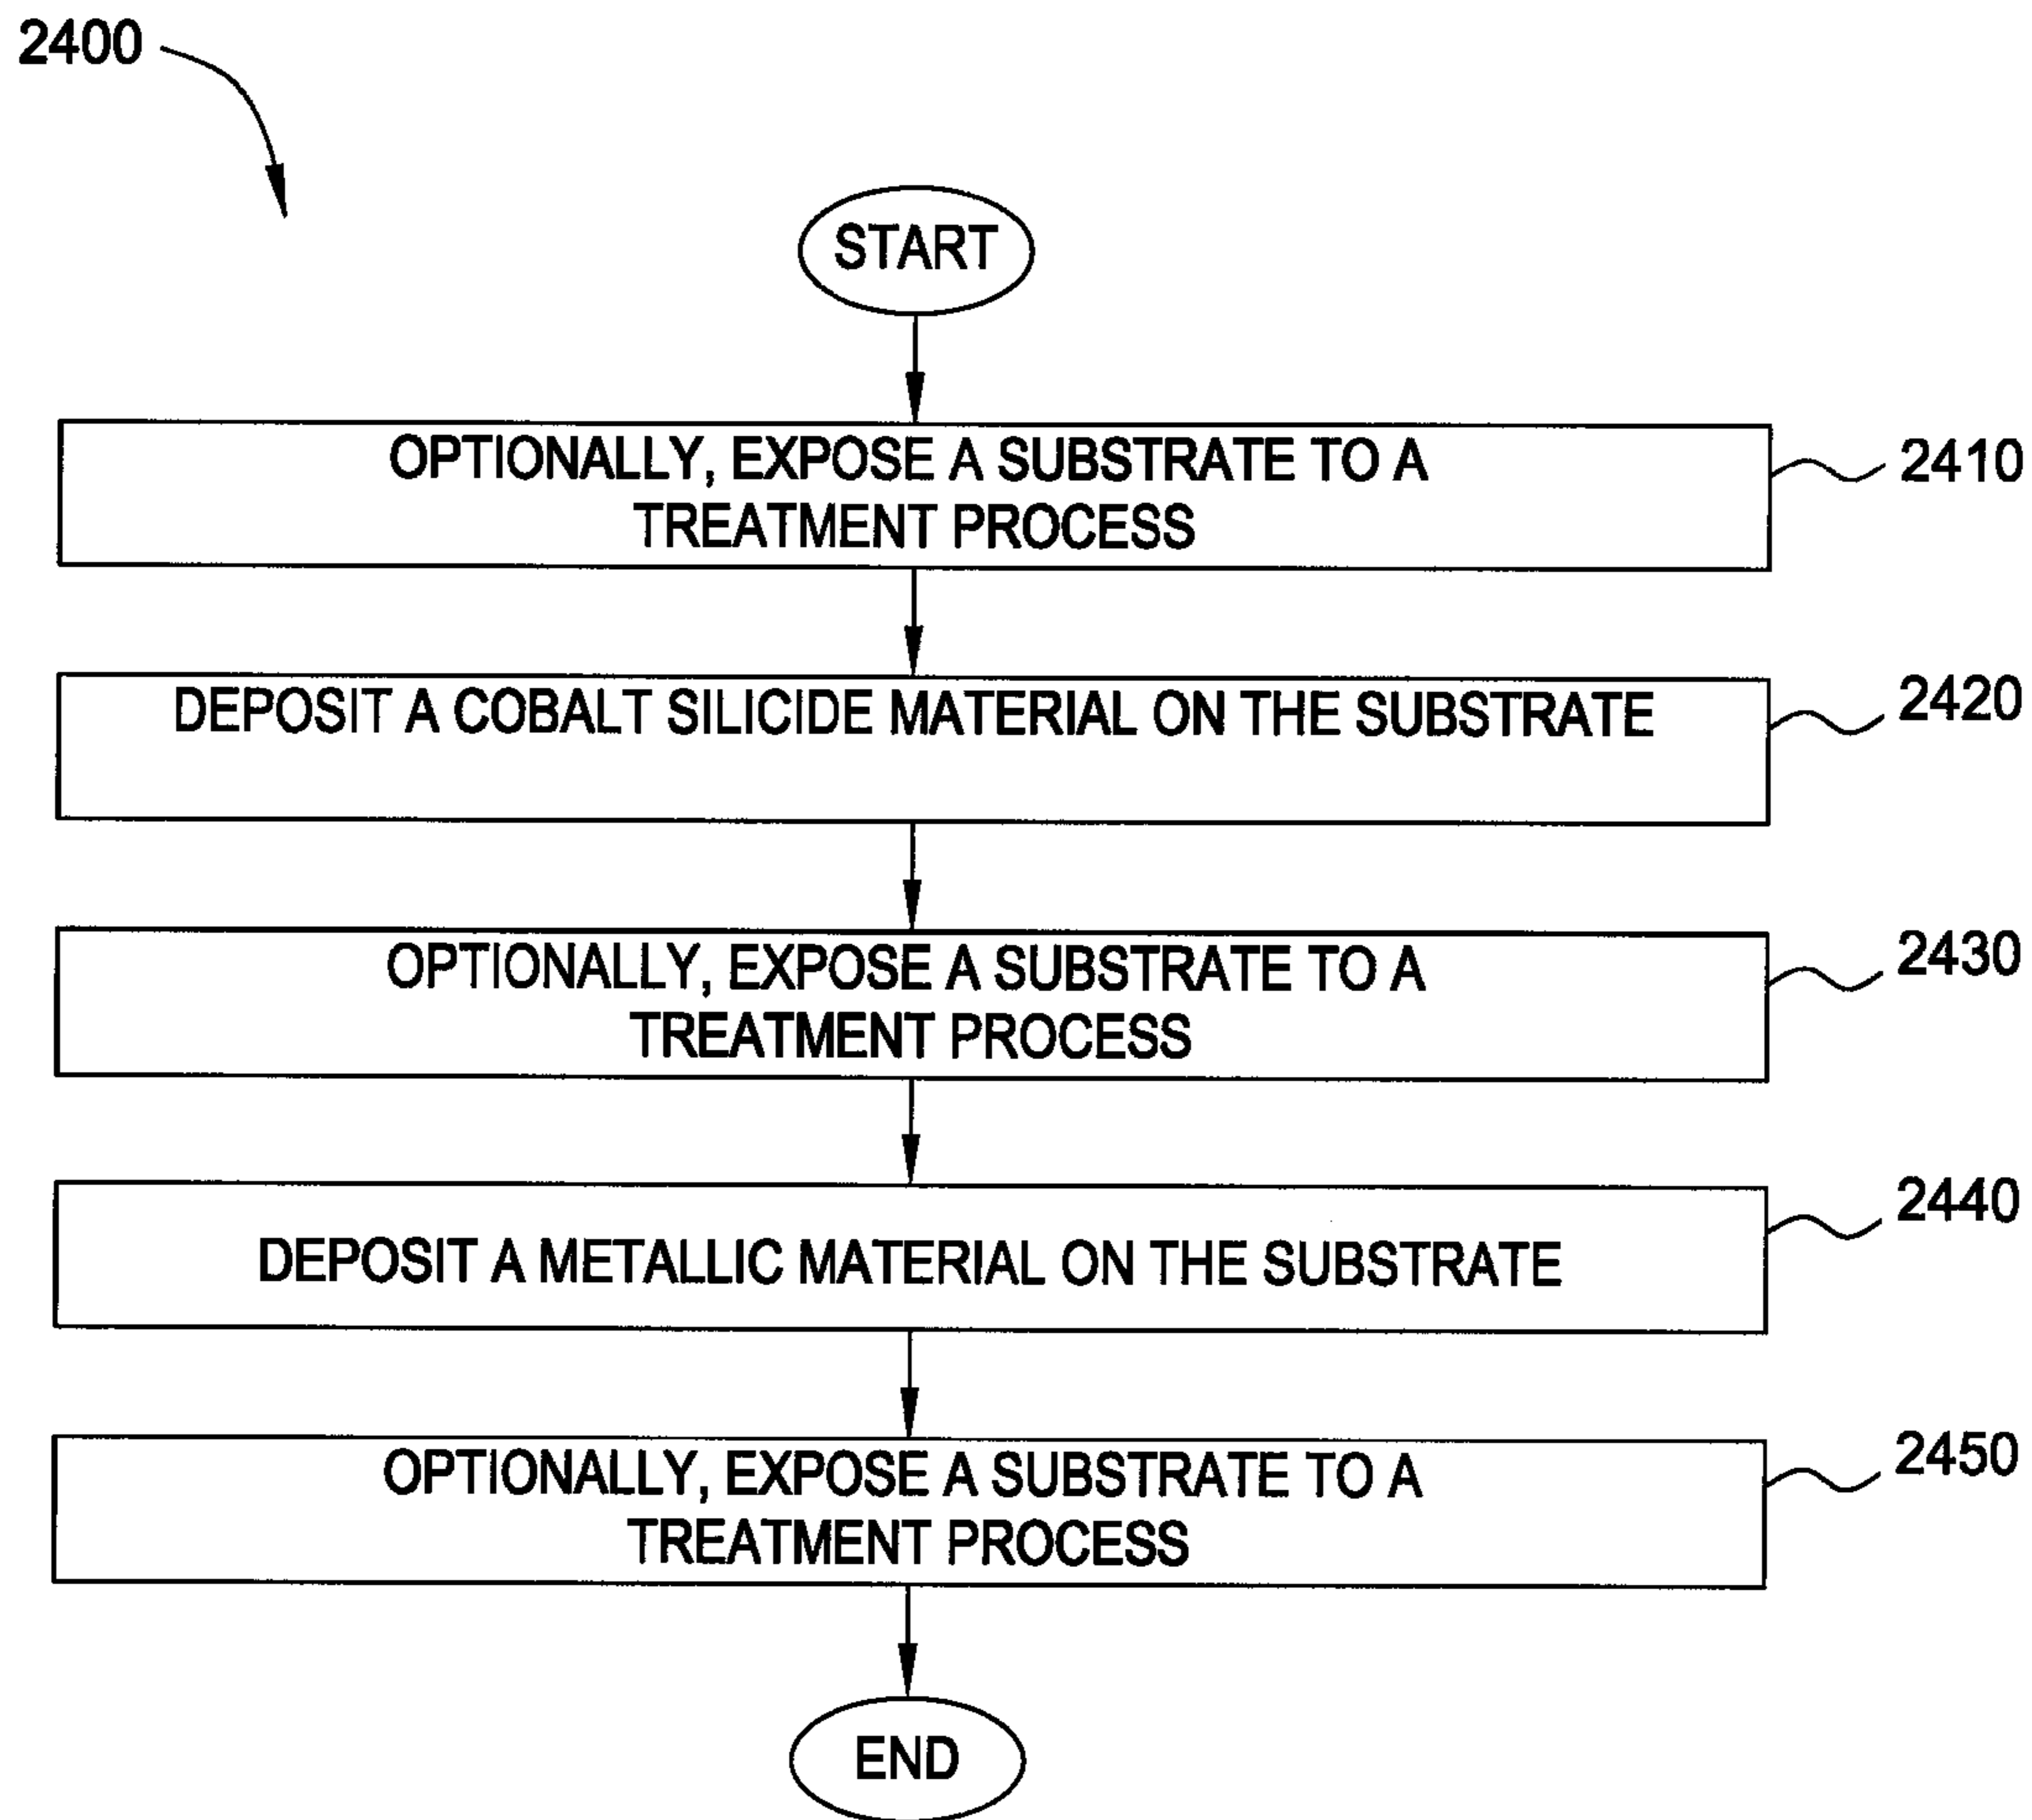 2400
START
OPTIONALLY, EXPOSE A SUBSTRATE TO A
TREATMENT PROCESS
2410
DEPOSIT A COBALT SILICIDE MATERIAL ON THE SUBSTRATE
2420
OPTIONALLY, EXPOSE A SUBSTRATE TO A
TREATMENT PROCESS
2430
DEPOSIT A METALLIC MATERIAL ON THE SUBSTRATE
2440
OPTIONALLY, EXPOSE A SUBSTRATE TO A
TREATMENT PROCESS
2450
END